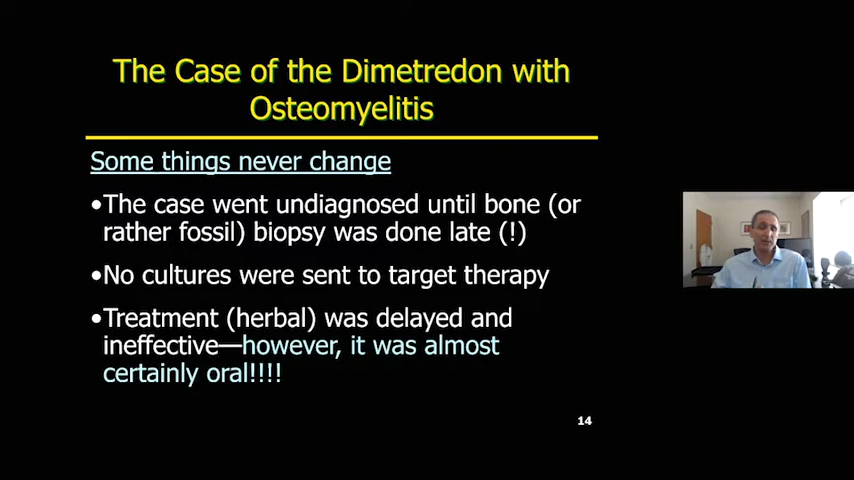 The Case of the Dimetredon with
Osteomyelitis
Some things never change
•The case went undiagnosed until bone (or
rather fossil) biopsy was done late (!)
•No cultures were sent to target therapy
•Treatment (herbal) was delayed and
ineffective—however, it was almost
certainly oral!!!!
14